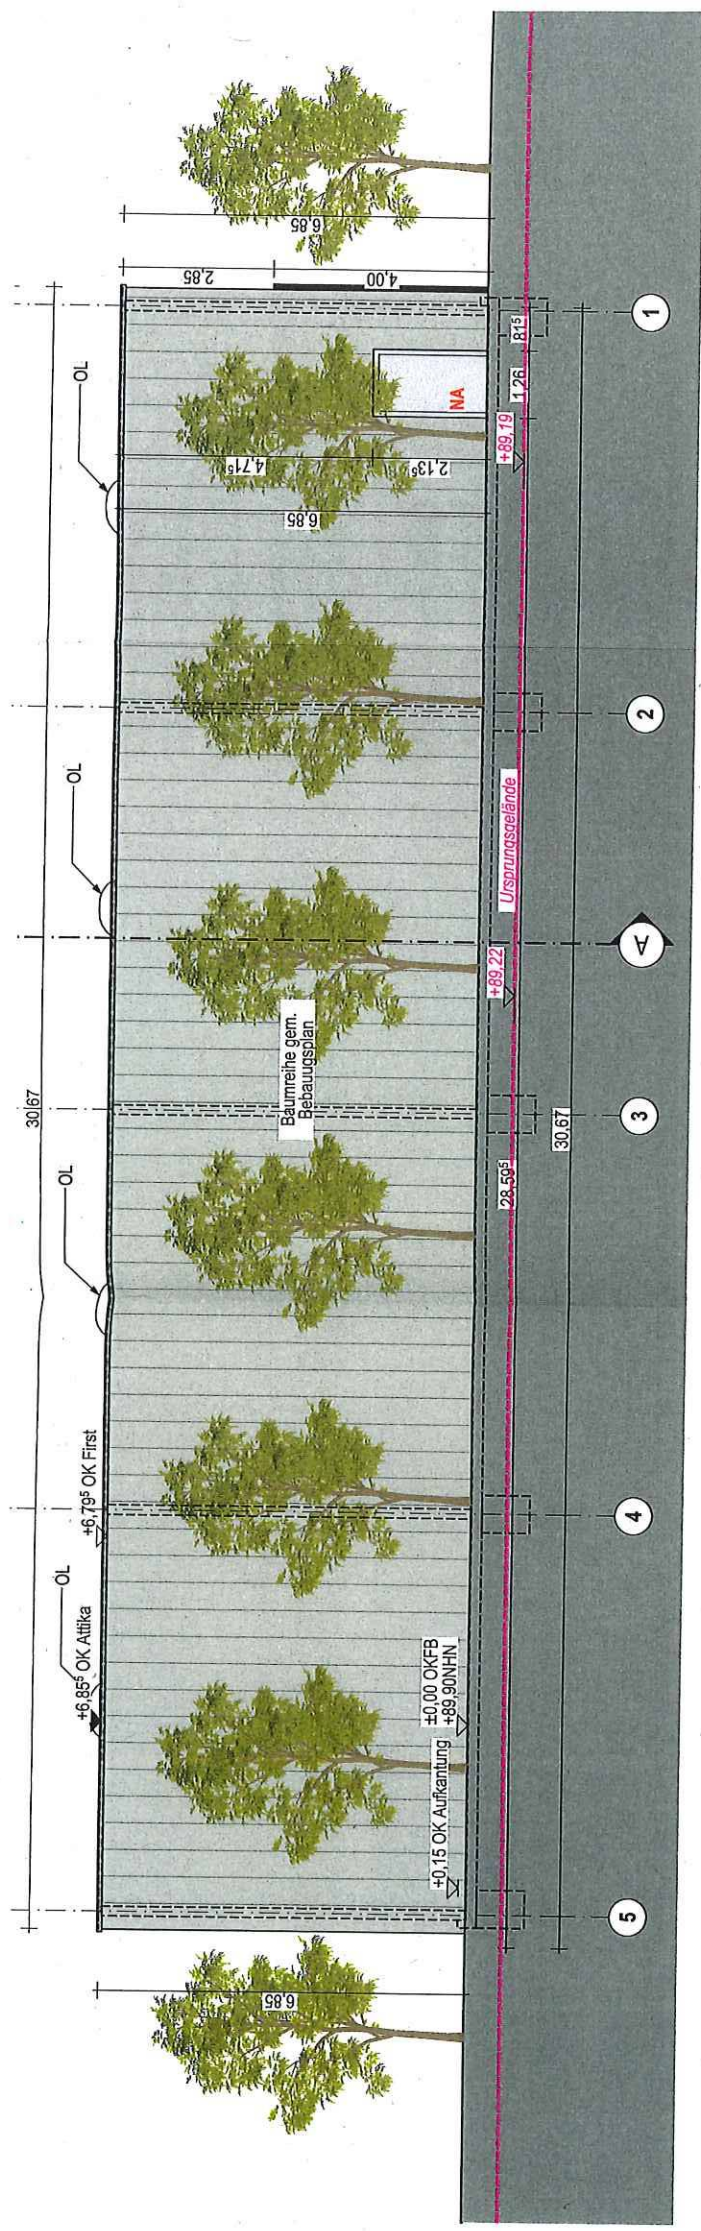 30,67
OL
OL
OL
OL
+6,85⁵ OK Attika
+6,79⁵ OK First
6,85
2,85
4,00
6,85
4,71⁵
2,13⁵
6,85
NA
Baumreihe gem.
Bebauugsplan
±0,00 OKFB
+89,90NHN
+0,15 OK Aufkantung
+89,22
Ursprungsgelände
+89,19
28,59⁵
1,26
81⁵
30,67
5
4
3
A
2
1